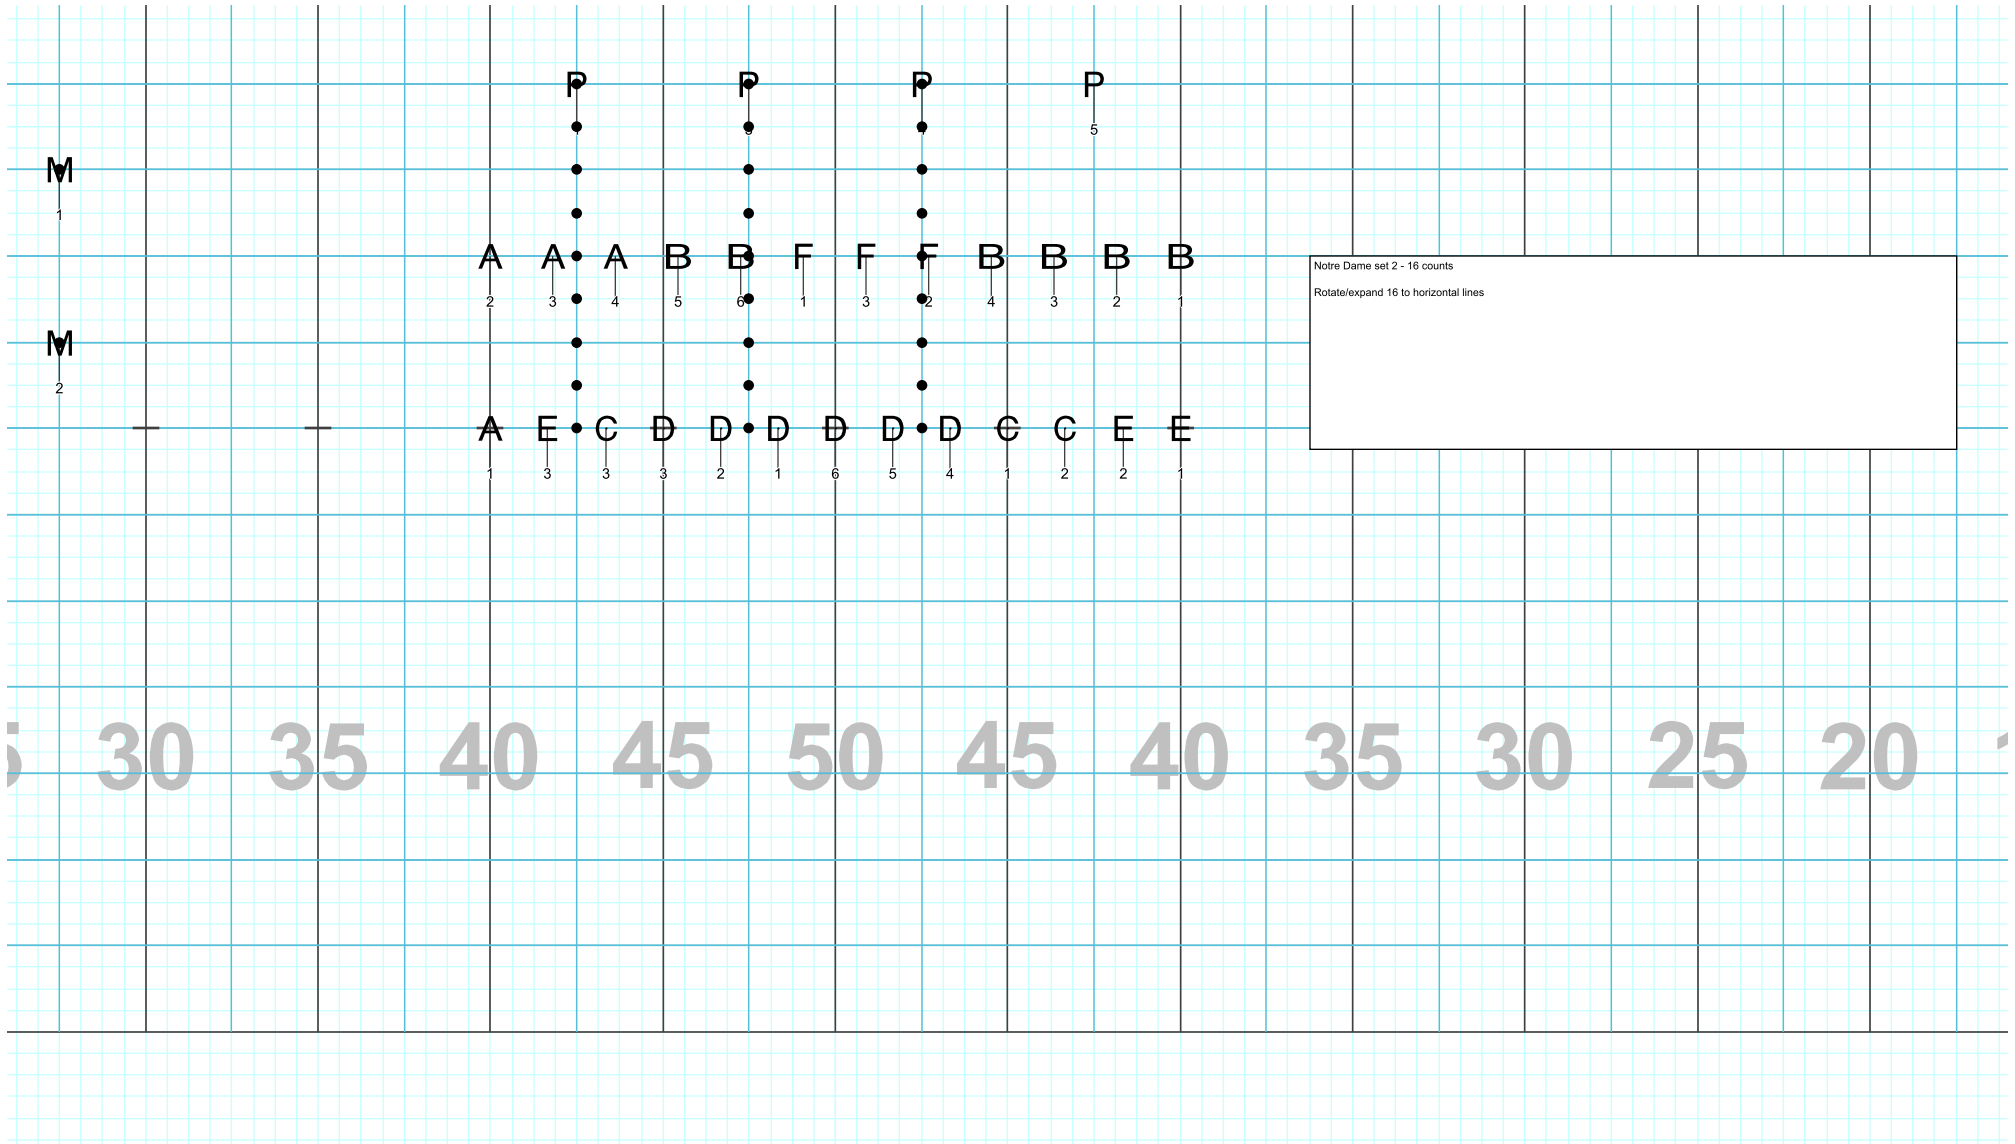 P P P P
5
M
1
A A A B B F F F B B B B
2 3 4 5 6 1 3 2 4 3 2 1
Notre Dame set 2 - 16 counts
Rotate/expand 16 to horizontal lines
M
2
A E C D D D D D D C C E E
1 3 3 3 2 1 6 5 4 1 2 2 1
30 35 40 45 50 45 40 35 30 25 20